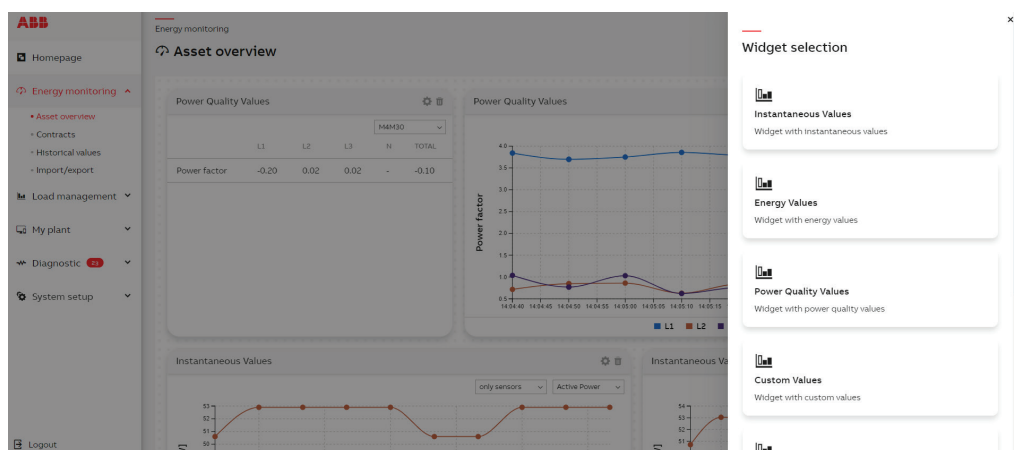 ABB
Homepage
Energy monitoring
Asset overview
Contracts
Historical values
Import/export
Load management
My plant
Diagnostic 23
System setup
Logout
Energy monitoring
Asset overview
Power Quality Values
M4M30
L1 L2 L3 N TOTAL
Power factor -0.20 0.02 0.02 - -0.10
Power Quality Values
Power factor
4.0
3.5
3.0
2.5
2.0
1.5
1.0
0.5
14:04:40 14:04:45 14:04:50 14:04:55 14:05:00 14:05:05 14:05:10 14:05:15
L1 L2
Instantaneous Values
only sensors Active Power
53
52
51
50
Instantaneous Va
54
53
52
51
Widget selection
Instantaneous Values
Widget with instantaneous values
Energy Values
Widget with energy values
Power Quality Values
Widget with power quality values
Custom Values
Widget with custom values